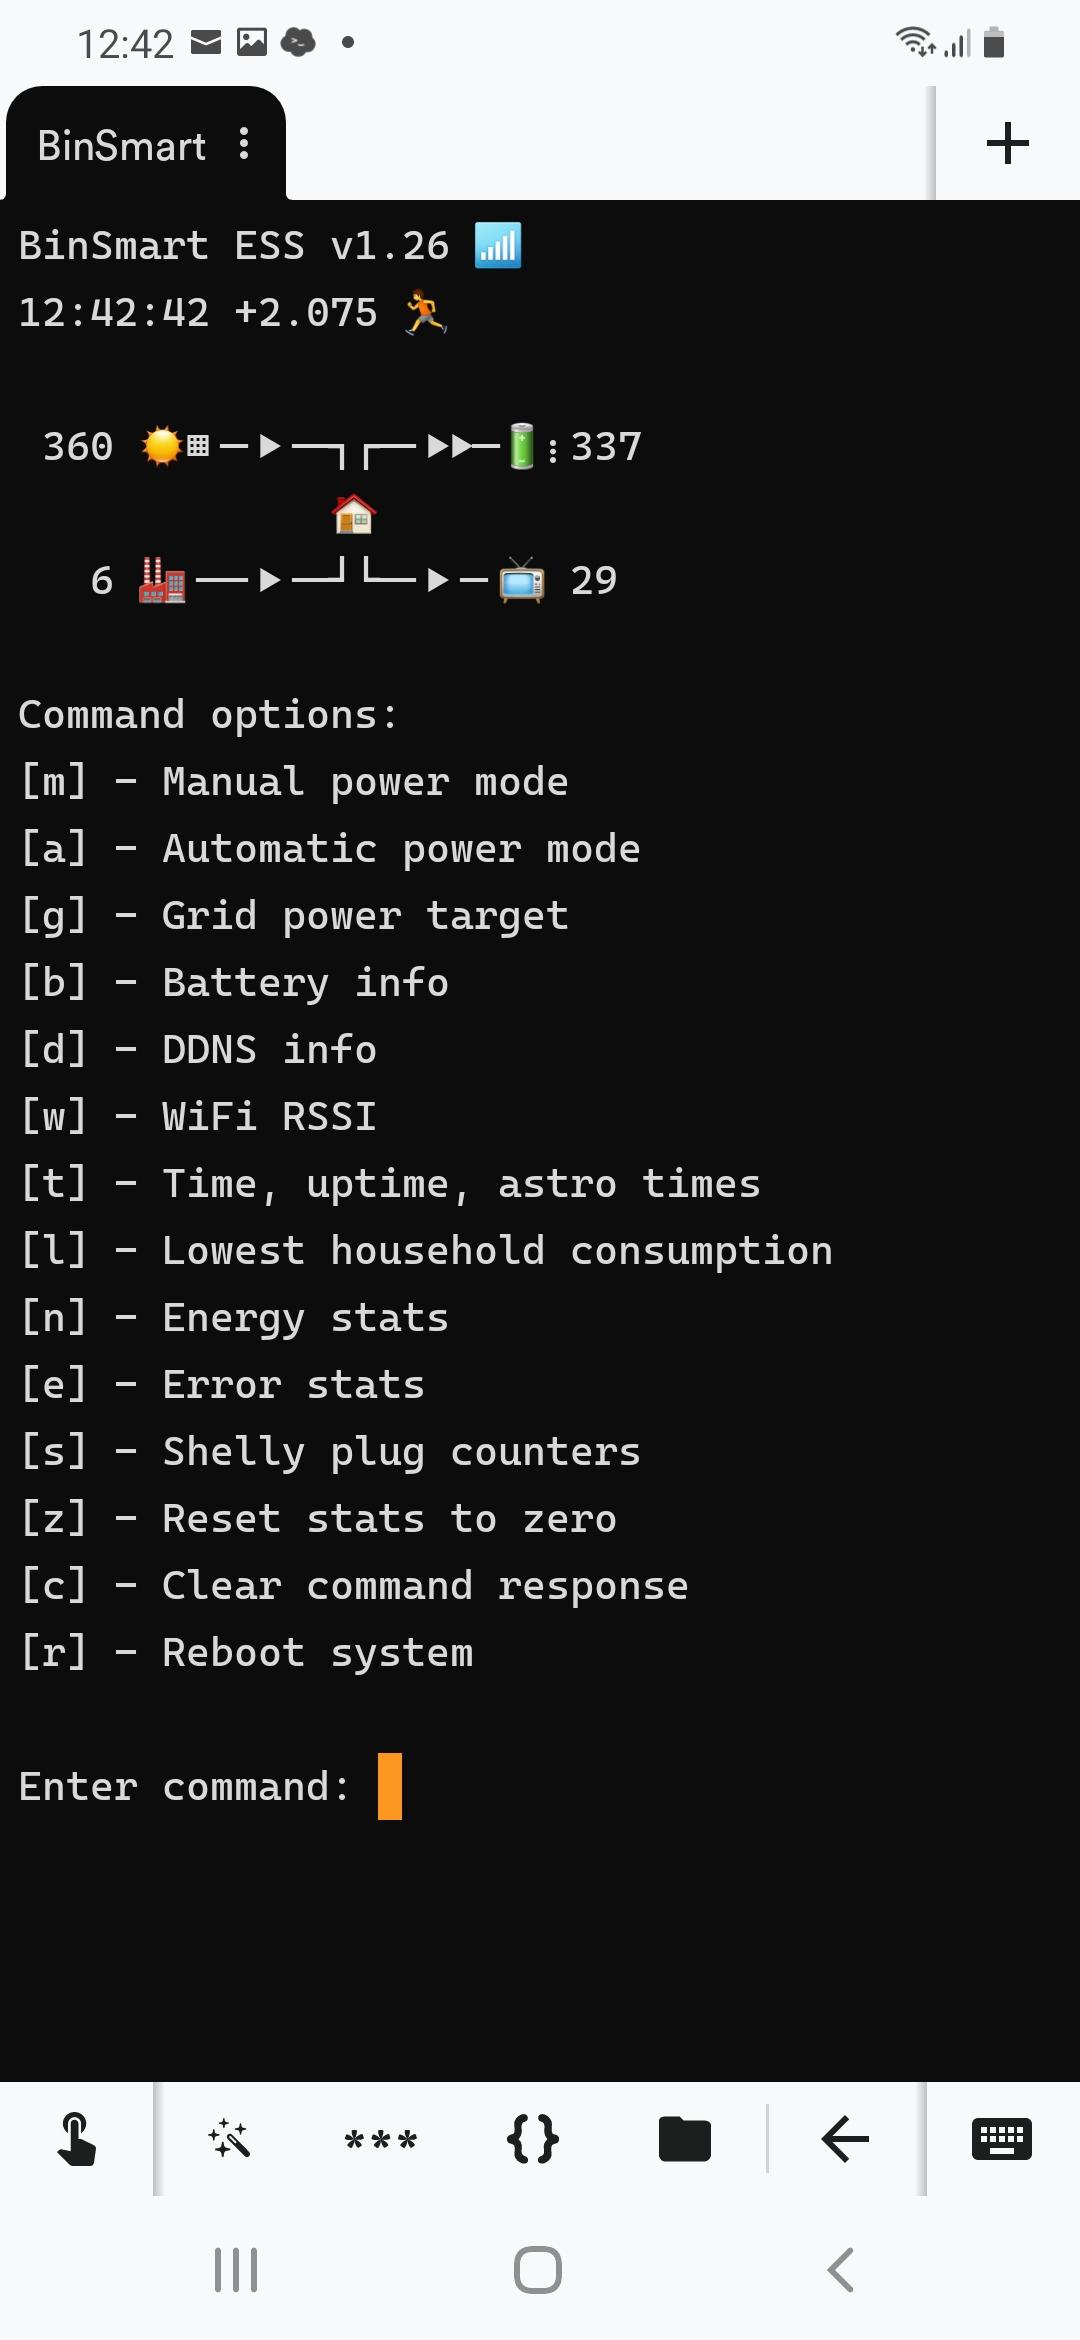 12:42
BinSmart
BinSmart ESS v1.26
12:42:42 +2.075
360 337
6 29
Command options:
[m] - Manual power mode
[a] - Automatic power mode
[g] - Grid power target
[b] - Battery info
[d] - DDNS info
[w] - WiFi RSSI
[t] - Time, uptime, astro times
[l] - Lowest household consumption
[n] - Energy stats
[e] - Error stats
[s] - Shelly plug counters
[z] - Reset stats to zero
[c] - Clear command response
[r] - Reboot system
Enter command:
*** {}